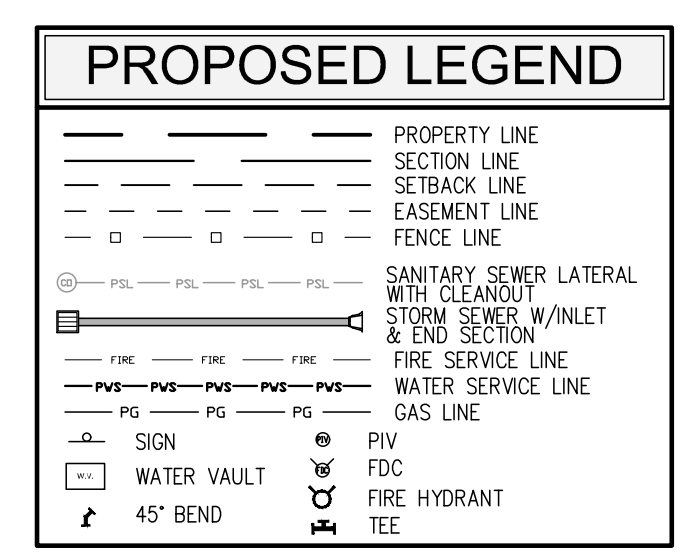 PROPOSED LEGEND
PROPERTY LINE
SECTION LINE
SETBACK LINE
EASEMENT LINE
FENCE LINE
CO PSL PSL PSL PSL SANITARY SEWER LATERAL
WITH CLEANOUT
STORM SEWER W/INLET
& END SECTION
FIRE FIRE FIRE FIRE SERVICE LINE
PWS PWS PWS PWS PWS WATER SERVICE LINE
PG PG PG GAS LINE
SIGN
W.V. WATER VAULT
45° BEND
PIV PIV
FDC FDC
FIRE HYDRANT
TEE